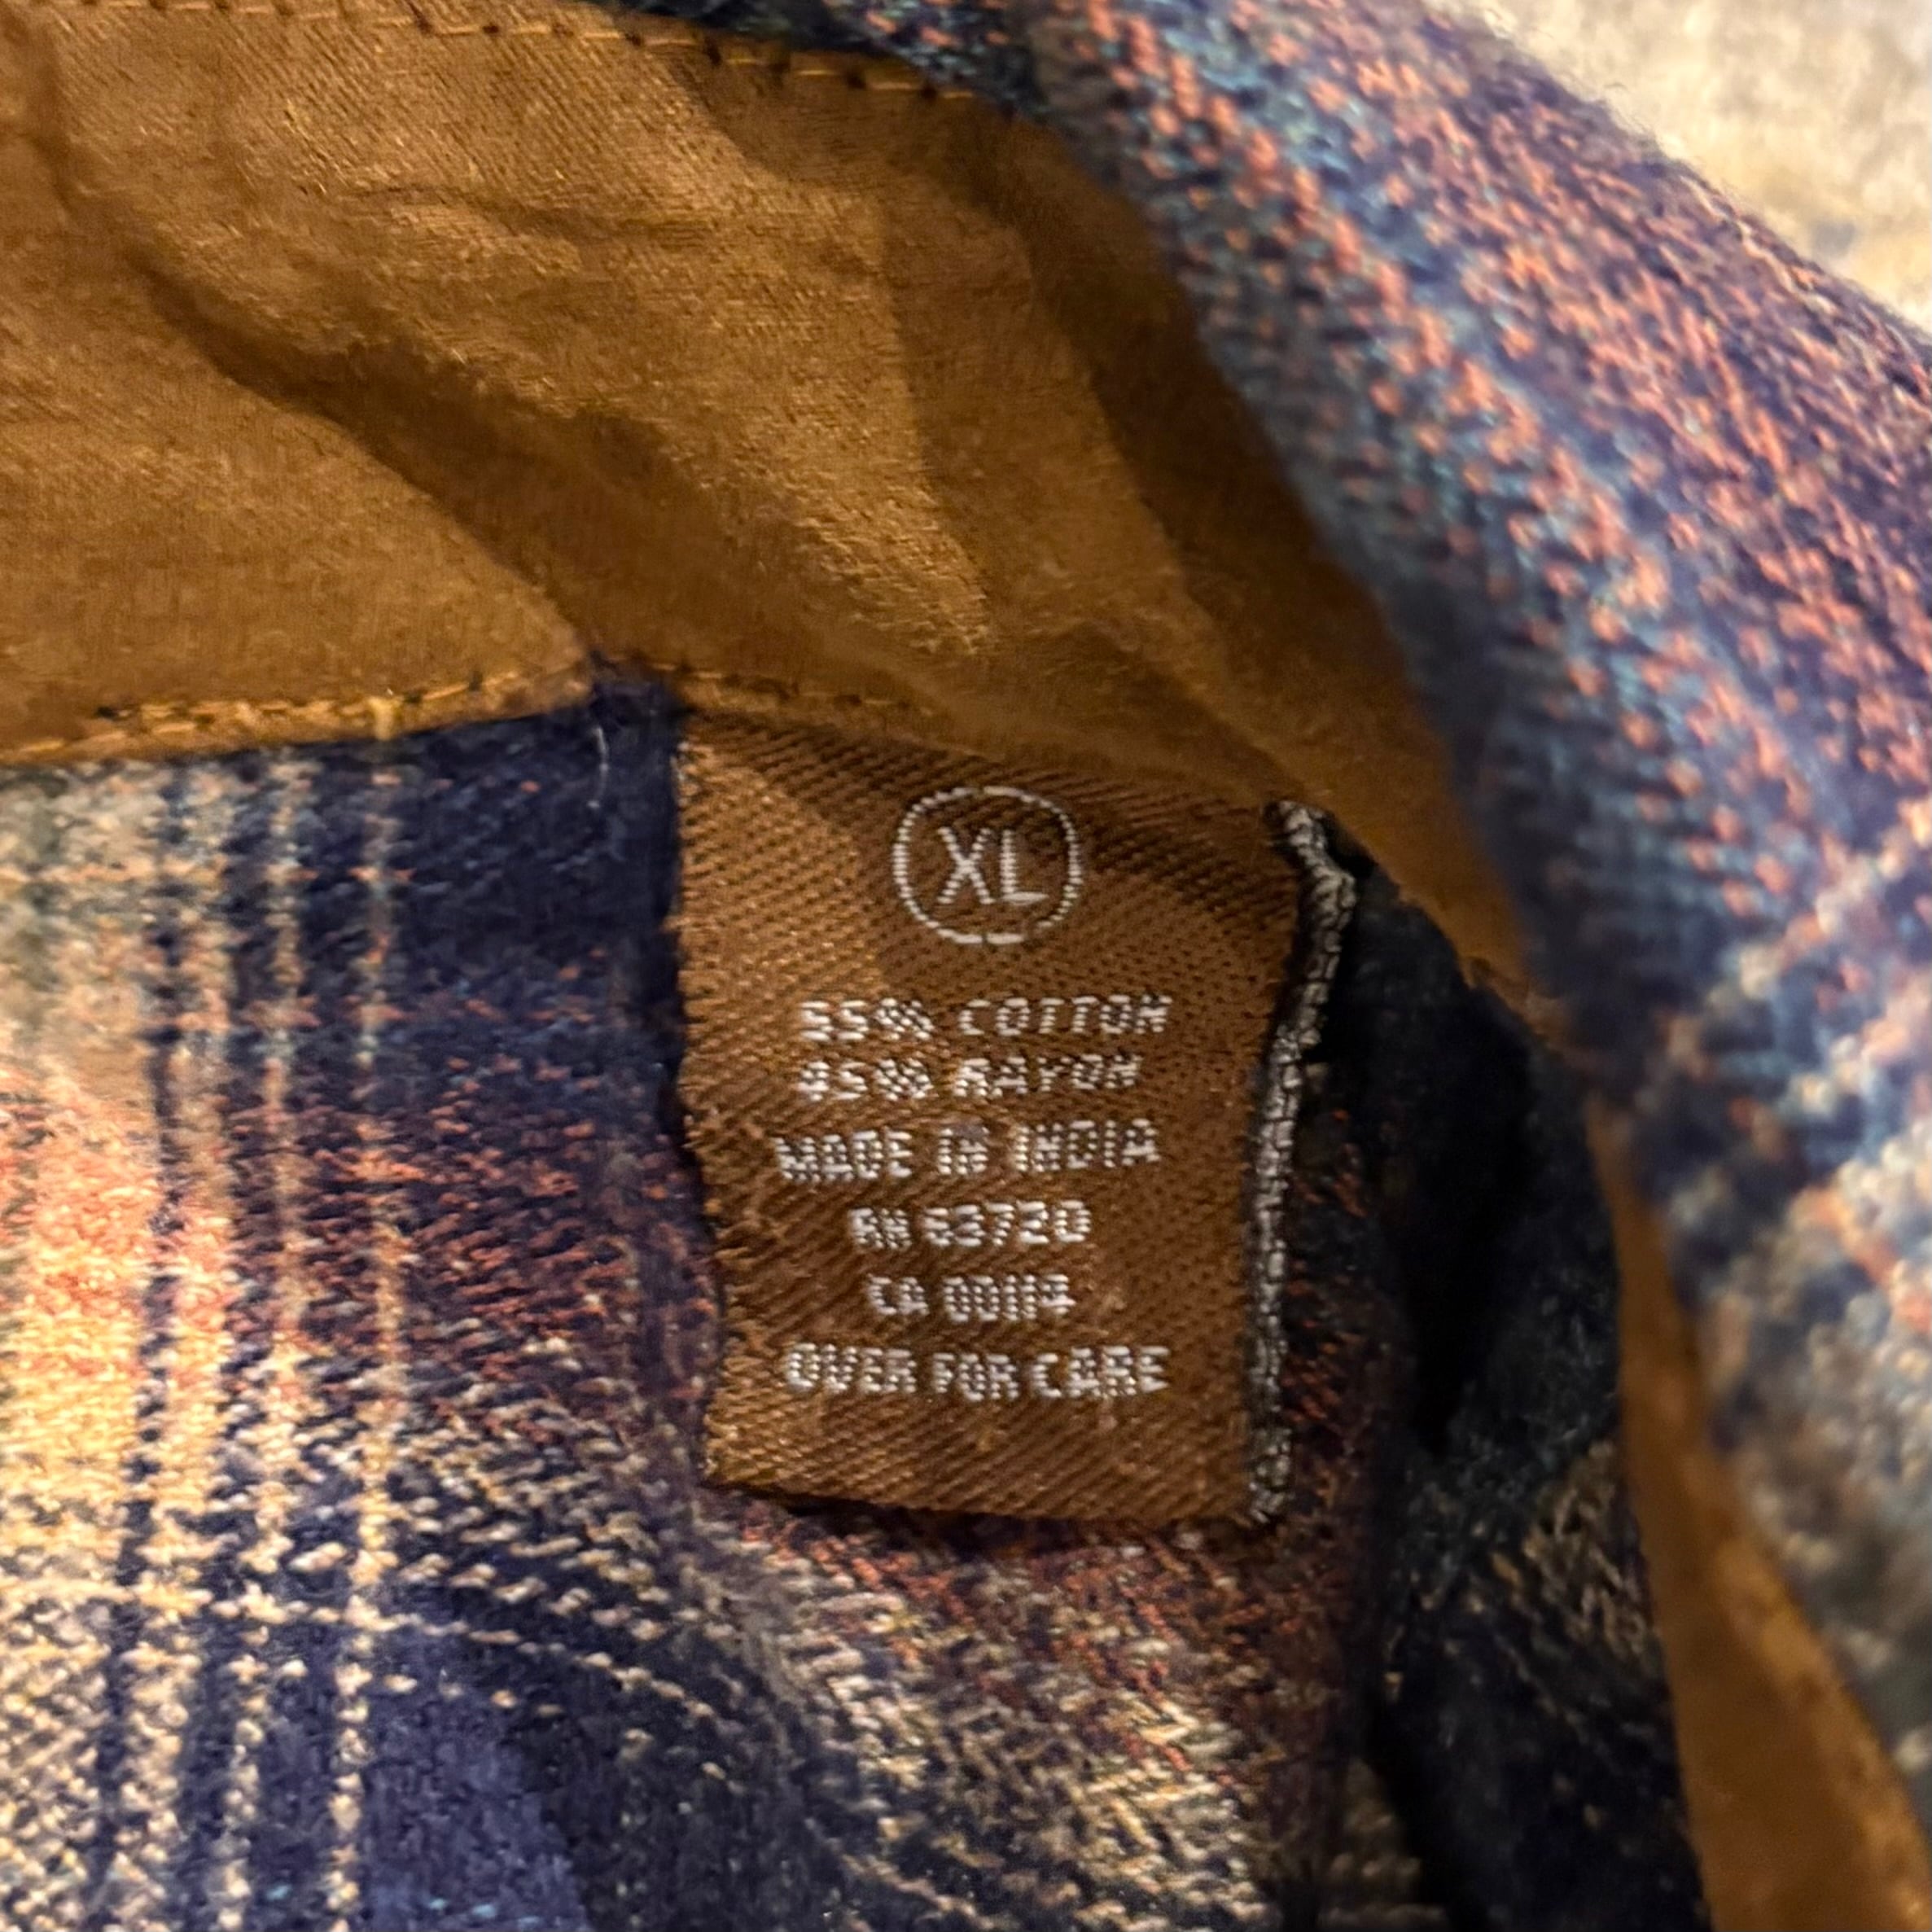 XL
55% COTTON
45% RAYON
MADE IN INDIA
RN 63720
CA 00114
OVER FOR CARE